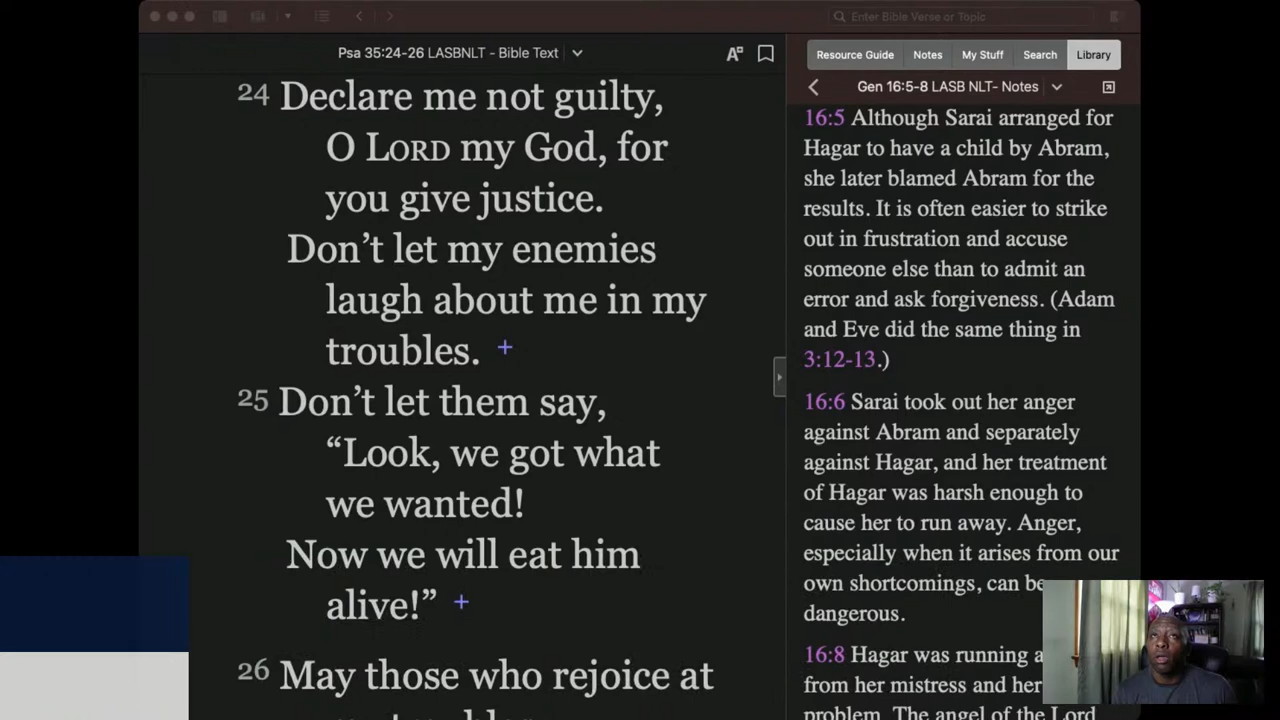 Enter Bible Verse or Topic
Psa 35:24-26 LASBNLT - Bible Text
24 Declare me not guilty,
O LORD my God, for
you give justice.
Don’t let my enemies
laugh about me in my
troubles. +
25 Don’t let them say,
“Look, we got what
we wanted!
Now we will eat him
alive!” +
26 May those who rejoice at
Resource Guide Notes My Stuff Search Library
Gen 16:5-8 LASB NLT- Notes
16:5 Although Sarai arranged for
Hagar to have a child by Abram,
she later blamed Abram for the
results. It is often easier to strike
out in frustration and accuse
someone else than to admit an
error and ask forgiveness. (Adam
and Eve did the same thing in
3:12-13.)
16:6 Sarai took out her anger
against Abram and separately
against Hagar, and her treatment
of Hagar was harsh enough to
cause her to run away. Anger,
especially when it arises from our
own shortcomings, can be
dangerous.
16:8 Hagar was running
from her mistress and her
problem. The angel of the Lord